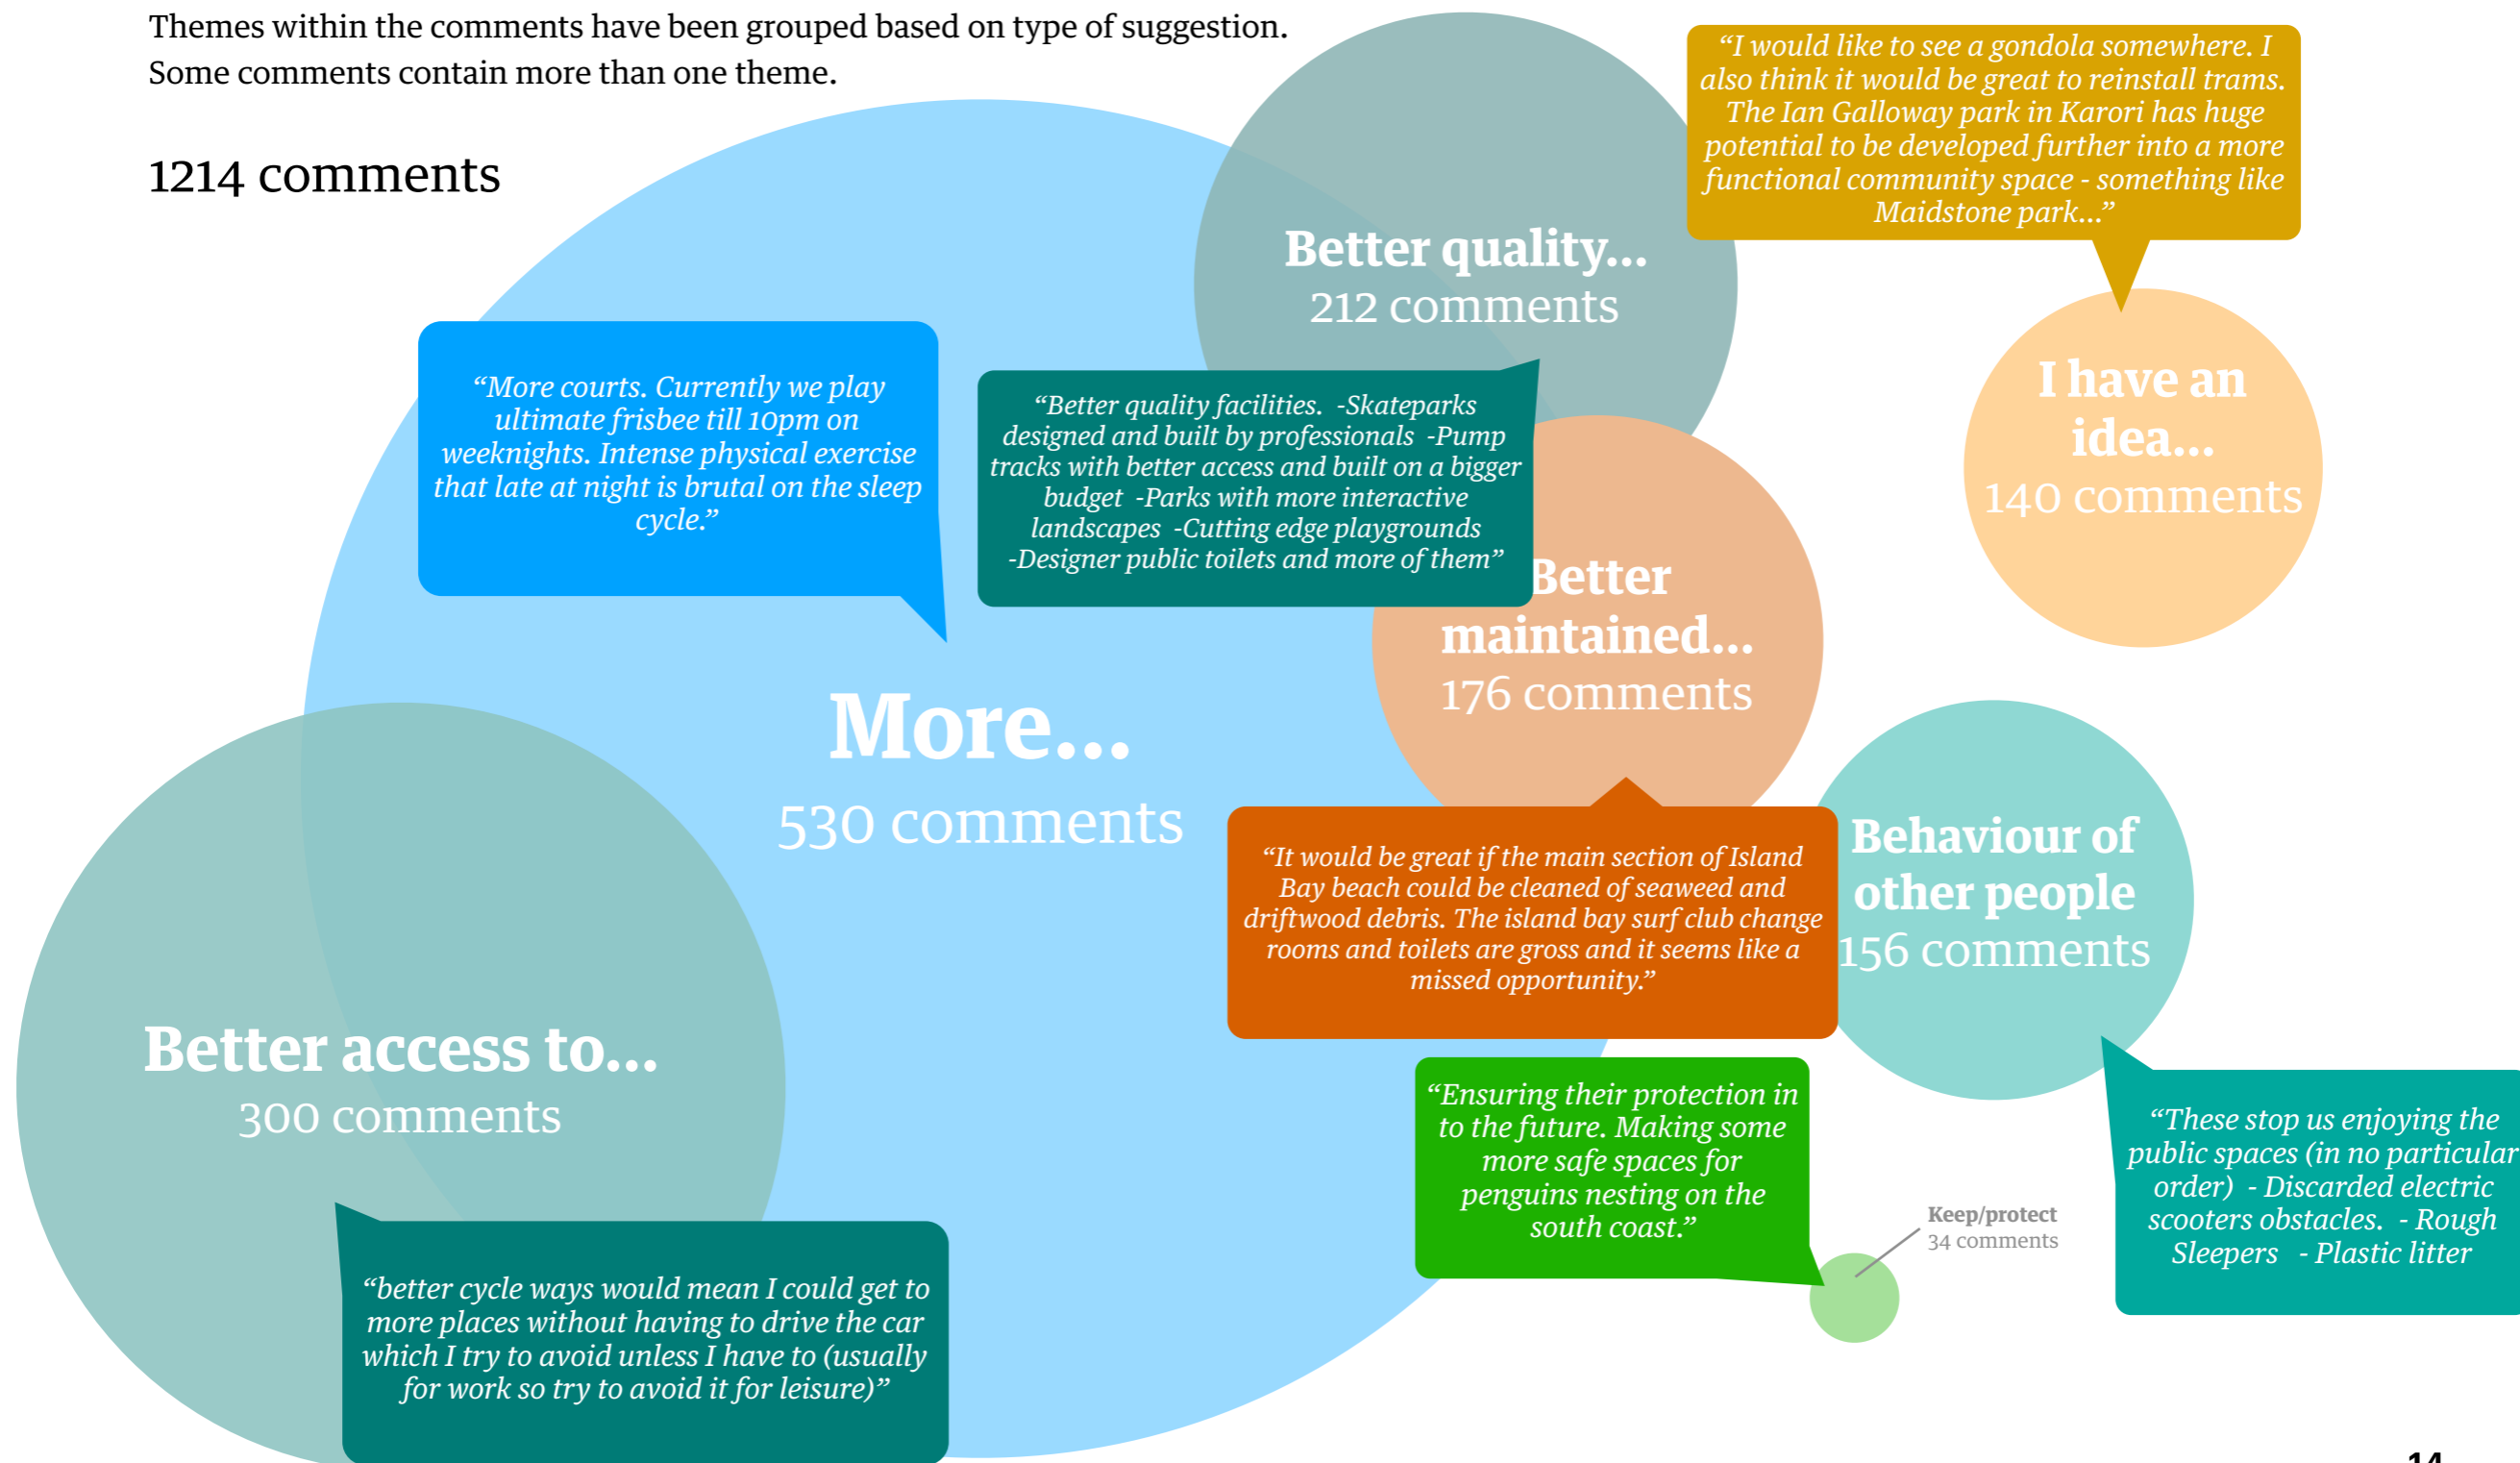 Themes within the comments have been grouped based on type of suggestion.
Some comments contain more than one theme.
1214 comments
“I would like to see a gondola somewhere. I
also think it would be great to reinstall trams.
The Ian Galloway park in Karori has huge
potential to be developed further into a more
functional community space - something like
Maidstone park...”
Better quality...
212 comments
I have an
idea...
140 comments
“More courts. Currently we play
ultimate frisbee till 10pm on
weeknights. Intense physical exercise
that late at night is brutal on the sleep
cycle.”
“Better quality facilities. -Skateparks
designed and built by professionals -Pump
tracks with better access and built on a bigger
budget -Parks with more interactive
landscapes -Cutting edge playgrounds
-Designer public toilets and more of them”
Better
maintained...
176 comments
More...
530 comments
“It would be great if the main section of Island
Bay beach could be cleaned of seaweed and
driftwood debris. The island bay surf club change
rooms and toilets are gross and it seems like a
missed opportunity.”
Behaviour of
other people
156 comments
Better access to...
300 comments
“Ensuring their protection in
to the future. Making some
more safe spaces for
penguins nesting on the
south coast.”
Keep/protect
34 comments
“These stop us enjoying the
public spaces (in no particular
order) - Discarded electric
scooters obstacles. - Rough
Sleepers - Plastic litter
“better cycle ways would mean I could get to
more places without having to drive the car
which I try to avoid unless I have to (usually
for work so try to avoid it for leisure)”
14